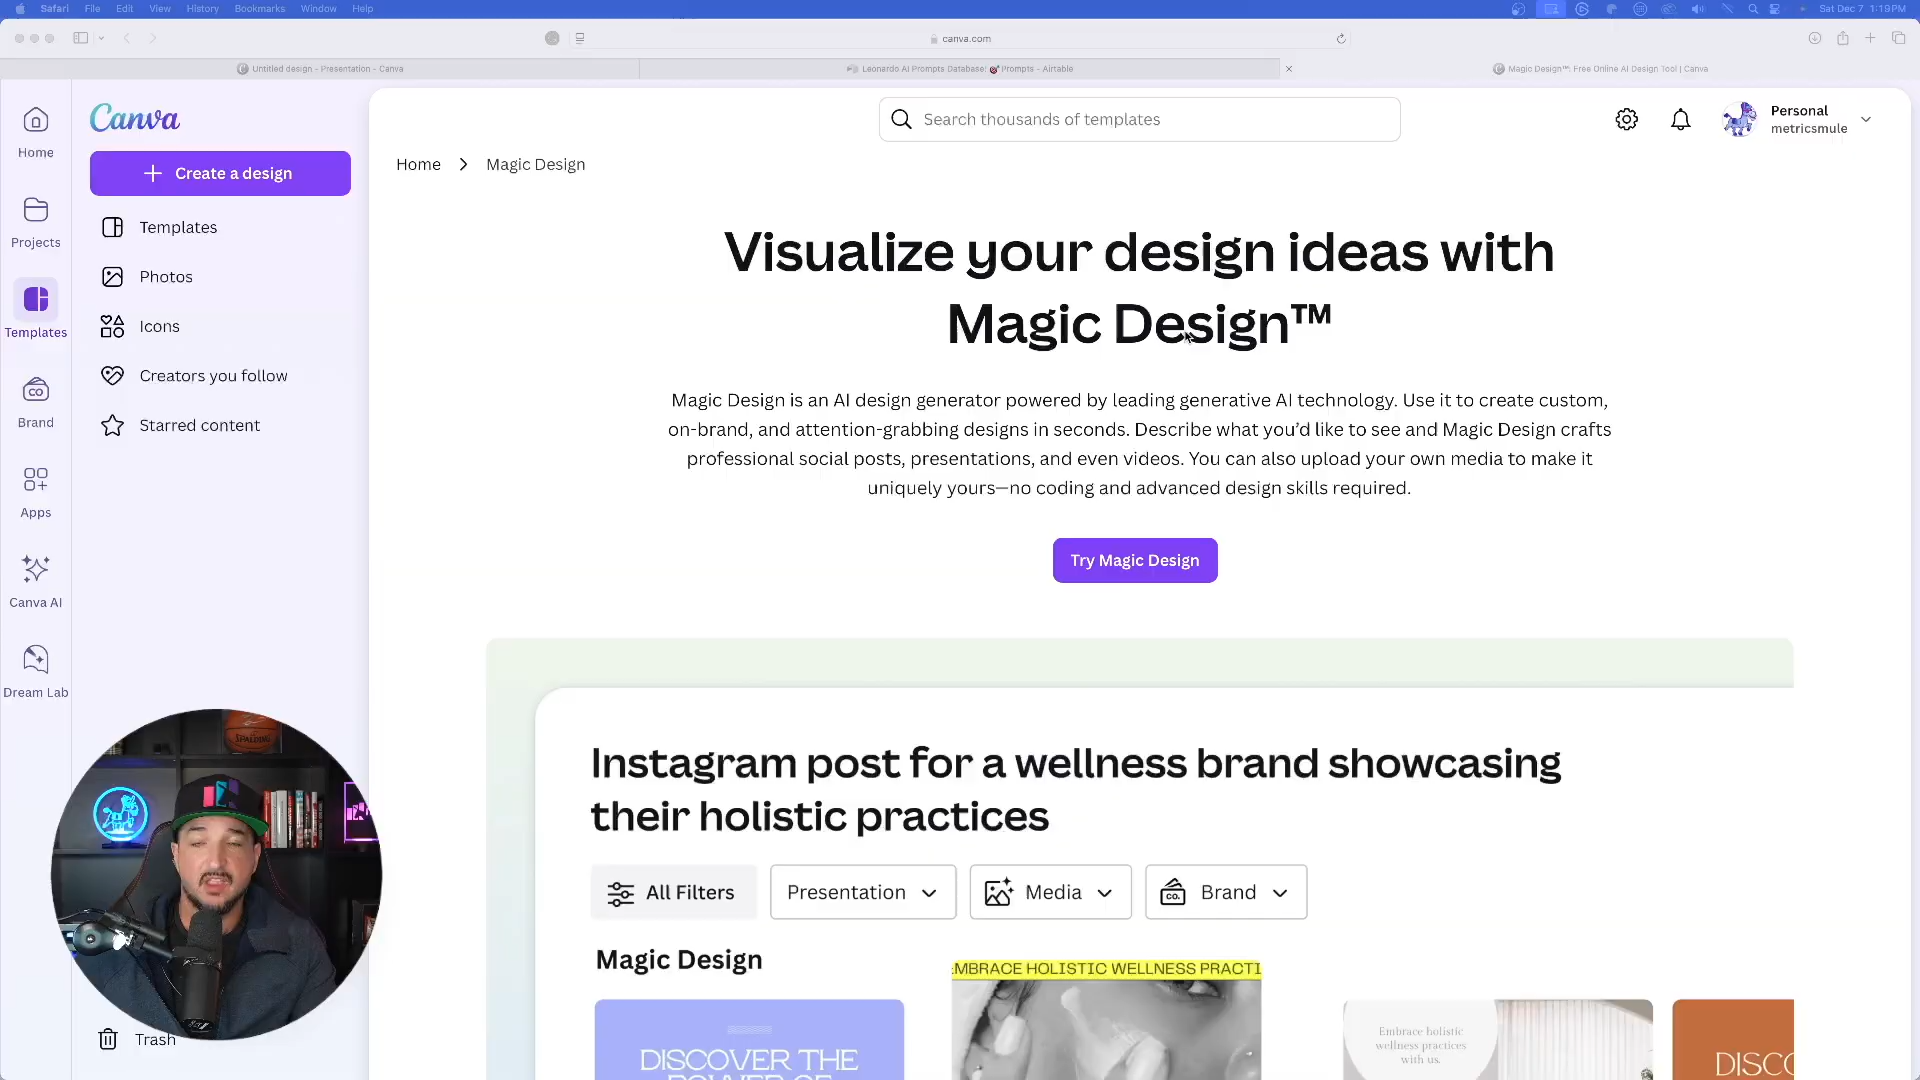 Safari File Edit View History Bookmarks Window Help
Sat Dec 7 1:19 PM
canva.com
Untitled design - Presentation - Canva
Leonardo AI Prompts Database: Prompts - Airtable
Magic Design™: Free Online AI Design Tool | Canva
Home
Projects
Templates
Brand
Apps
Canva AI
Dream Lab
Canva
Create a design
Templates
Photos
Icons
Creators you follow
Starred content
Trash
Search thousands of templates
Personal
metricsmule
Home > Magic Design
Visualize your design ideas with
Magic Design™
Magic Design is an AI design generator powered by leading generative AI technology. Use it to create custom,
on-brand, and attention-grabbing designs in seconds. Describe what you’d like to see and Magic Design crafts
professional social posts, presentations, and even videos. You can also upload your own media to make it
uniquely yours—no coding and advanced design skills required.
Try Magic Design
Instagram post for a wellness brand showcasing
their holistic practices
All Filters
Presentation
Media
Brand
Magic Design
DISCOVER THE
POWER OF
EMBRACE HOLISTIC WELLNESS PRACTI
Embrace holistic
wellness practices
with us.
DISCO
SPALDING